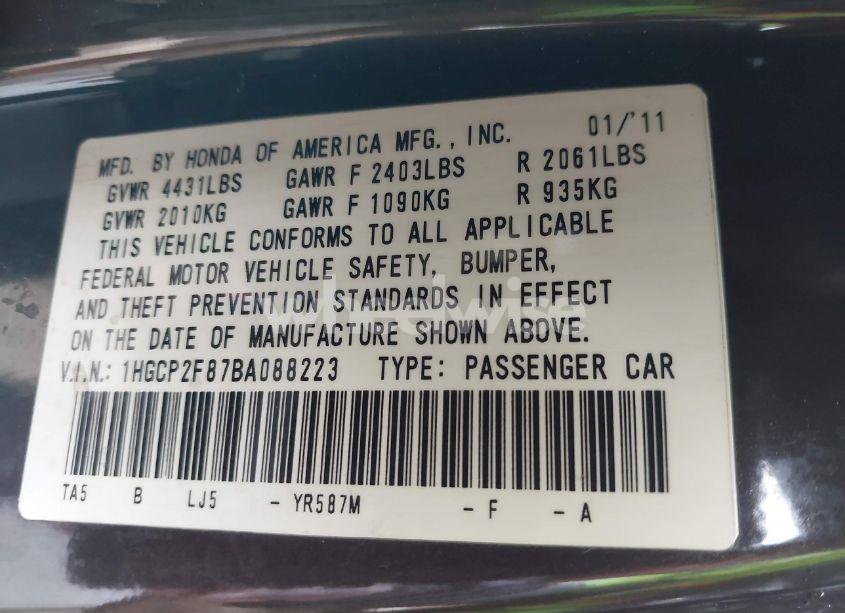 MFD. BY HONDA OF AMERICA MFG., INC. 01/'11
GVWR 4431LBS GAWR F 2403LBS R 2061LBS
GVWR 2010KG GAWR F 1090KG R 935KG
THIS VEHICLE CONFORMS TO ALL APPLICABLE
FEDERAL MOTOR VEHICLE SAFETY, BUMPER,
AND THEFT PREVENTION STANDARDS IN EFFECT
ON THE DATE OF MANUFACTURE SHOWN ABOVE.
V.I.N.: 1HGCP2F87BA088223 TYPE: PASSENGER CAR
TA5 B LJ5 - YR587M - F - A
wheelwise